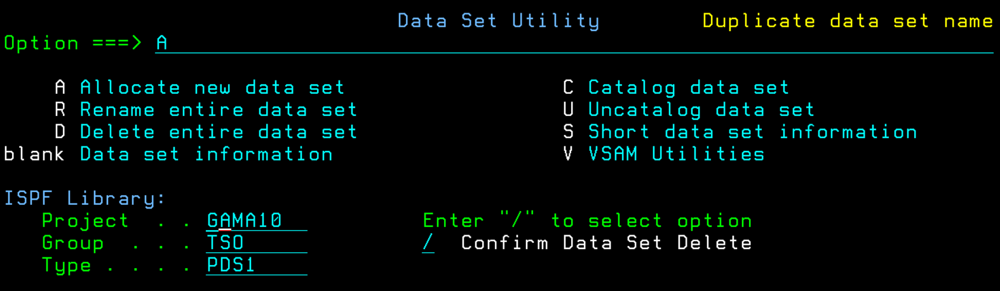 Data Set Utility Duplicate data set name
Option ===> A
A Allocate new data set C Catalog data set
R Rename entire data set U Uncatalog data set
D Delete entire data set S Short data set information
blank Data set information V VSAM Utilities
ISPF Library:
Project . . GAMA10 Enter "/" to select option
Group . . . TSO / Confirm Data Set Delete
Type . . . . PDS1